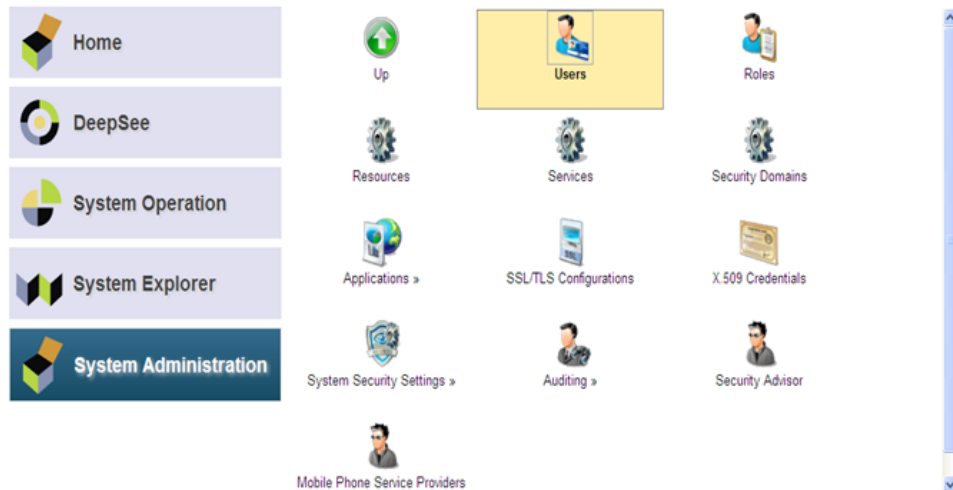 Home
DeepSee
System Operation
System Explorer
System Administration
Up
Users
Roles
Resources
Services
Security Domains
Applications »
SSL/TLS Configurations
X.509 Credentials
System Security Settings »
Auditing »
Security Advisor
Mobile Phone Service Providers
SSL